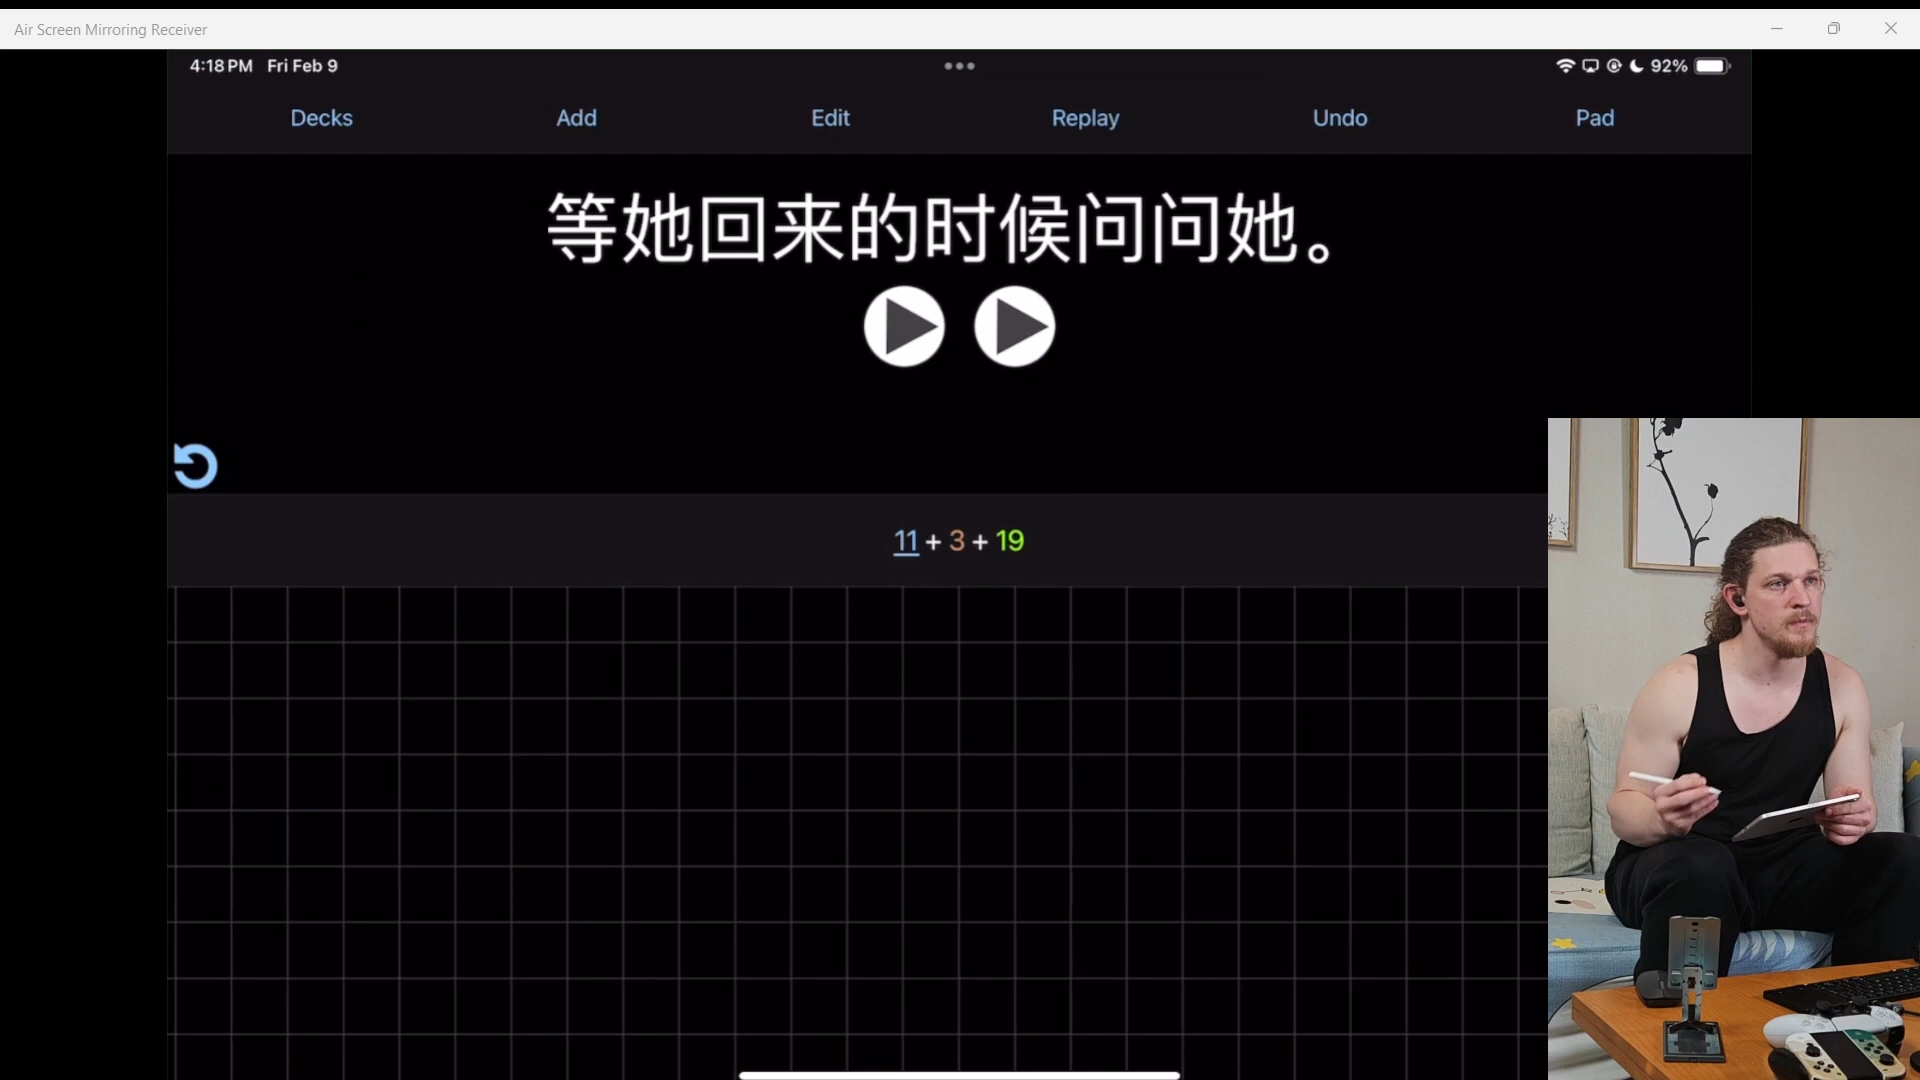 Air Screen Mirroring Receiver
4:18 PM Fri Feb 9
92%
Decks Add Edit Replay Undo Pad
等她回来的时候问问她。
11 + 3 + 19